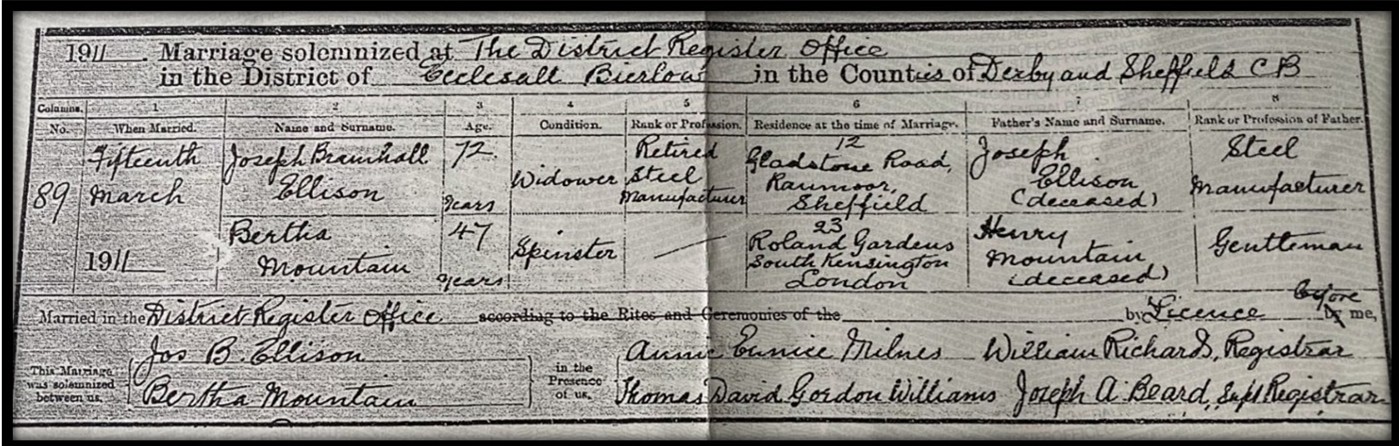 1911. Marriage solemnized at The District Register Office
in the District of Ecclesall Bierlow in the Counties of Derby and Sheffield CB
Columns. 1 2 3 4 5 6 7 8
No. When Married. Name and Surname. Age. Condition. Rank or Profession. Residence at the time of Marriage. Father's Name and Surname. Rank or Profession of Father.
89
Fifteenth
March
1911
Joseph Bramhall
Ellison
72
years
Widower
Retired
Steel
Manufacturer
12
Gladstone Road,
Ranmoor,
Sheffield
Joseph
Ellison
(deceased)
Steel
Manufacturer
Bertha
Mountain
47
years
Spinster
23
Roland Gardens
South Kensington
London
Henry
Mountain
(deceased)
Gentleman
Married in the District Register Office according to the Rites and Ceremonies of the by Licence before by me,
This Marriage
was solemnized
between us,
Jos B. Ellison
Bertha Mountain
in the
Presence
of us,
Annie Eunice Milnes
Thomas David Gordon Williams
William Richards, Registrar
Joseph A. Beard, Supt Registrar